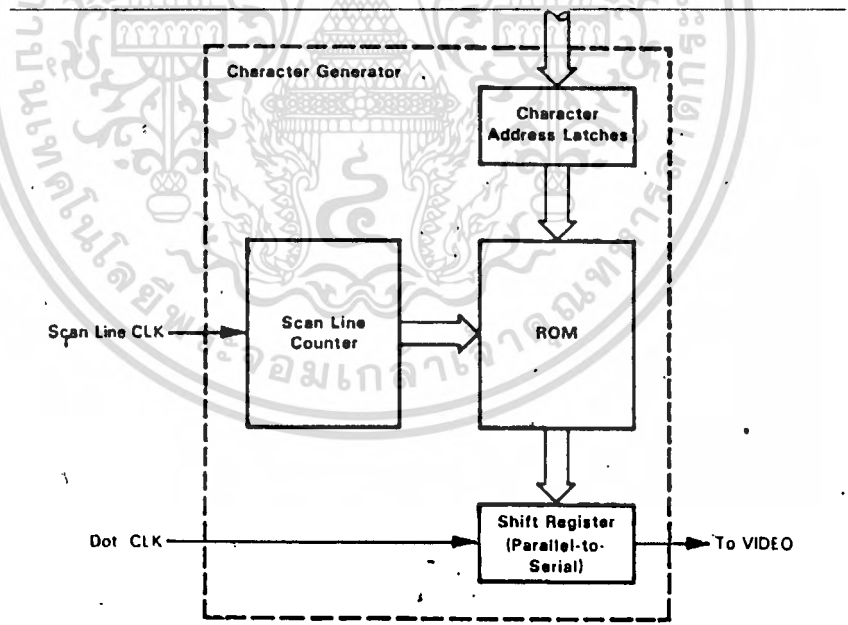 Character Generator
Character
Address Latches
Scan Line CLK
Scan Line
Counter
ROM
Dot CLK
Shift Register
(Parallel-to-
Serial)
To VIDEO